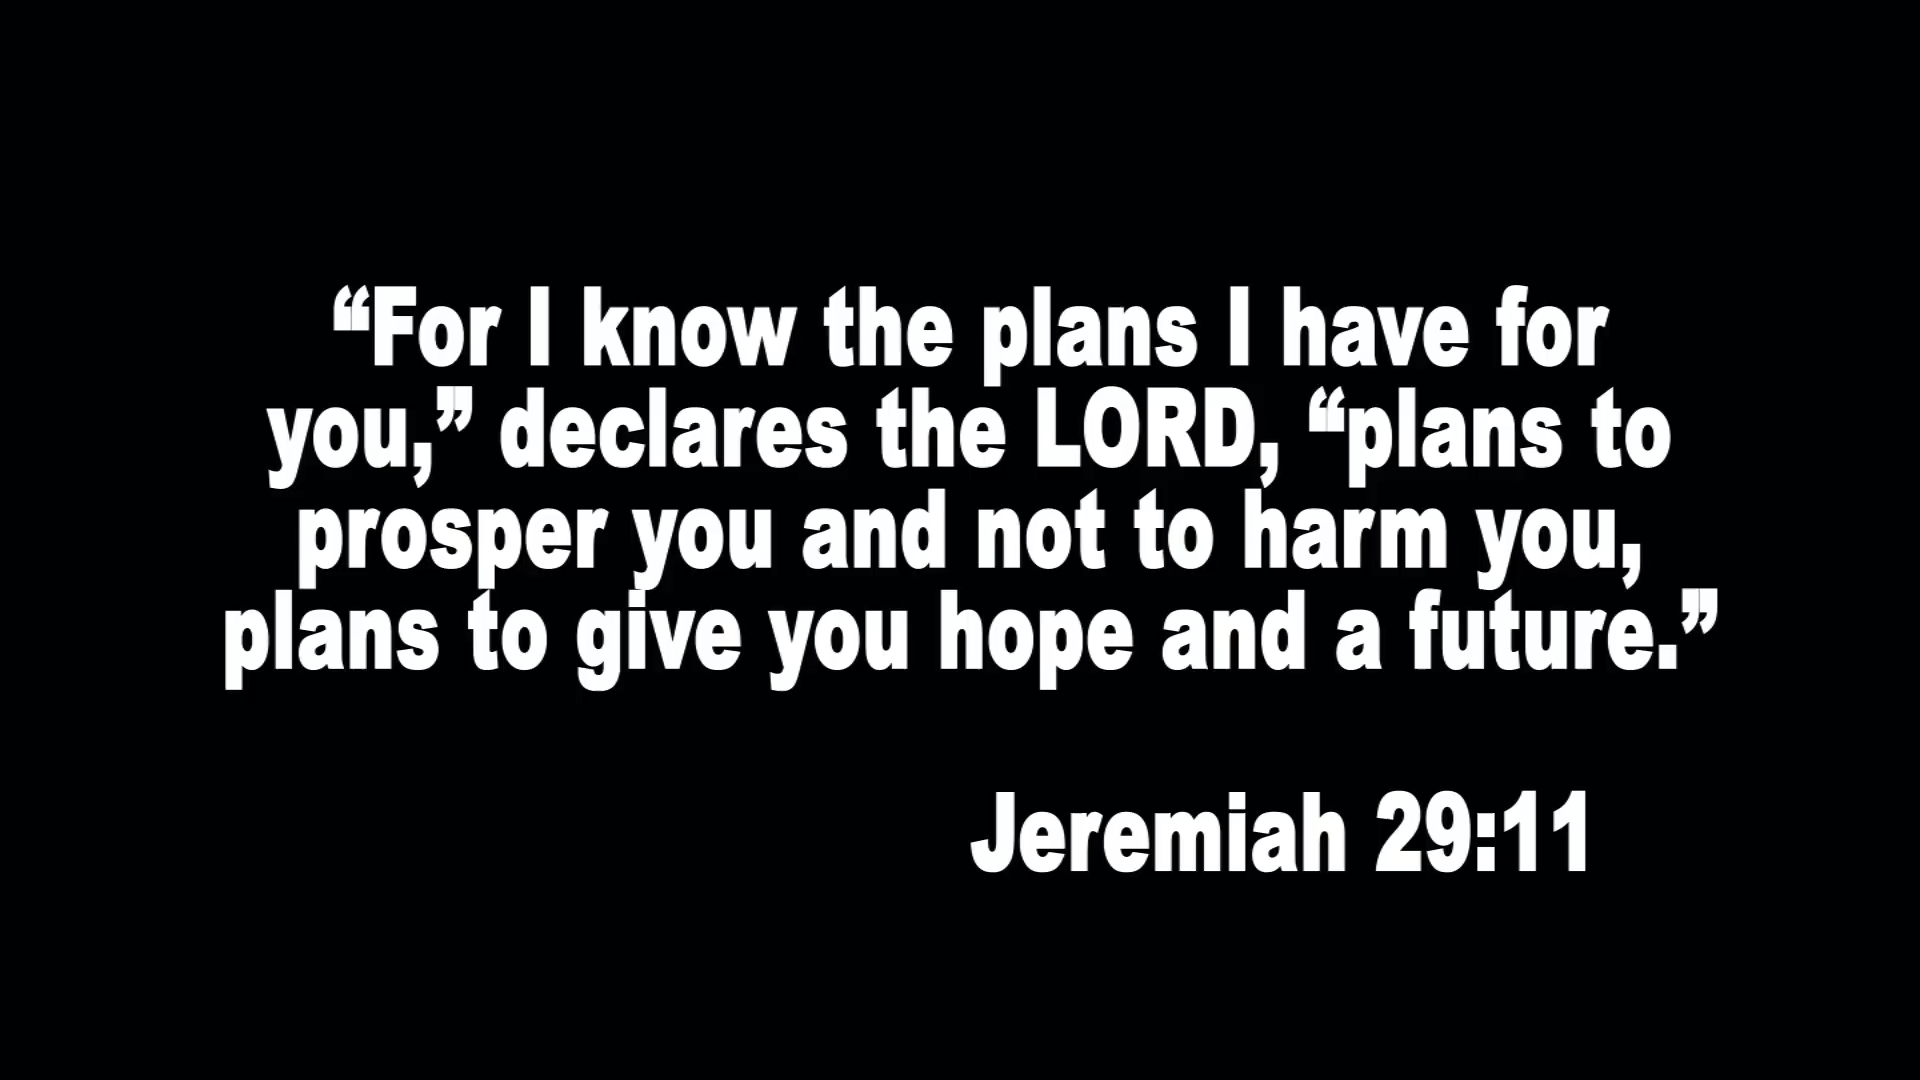 “For I know the plans I have for
you,” declares the LORD, “plans to
prosper you and not to harm you,
plans to give you hope and a future.”
Jeremiah 29:11